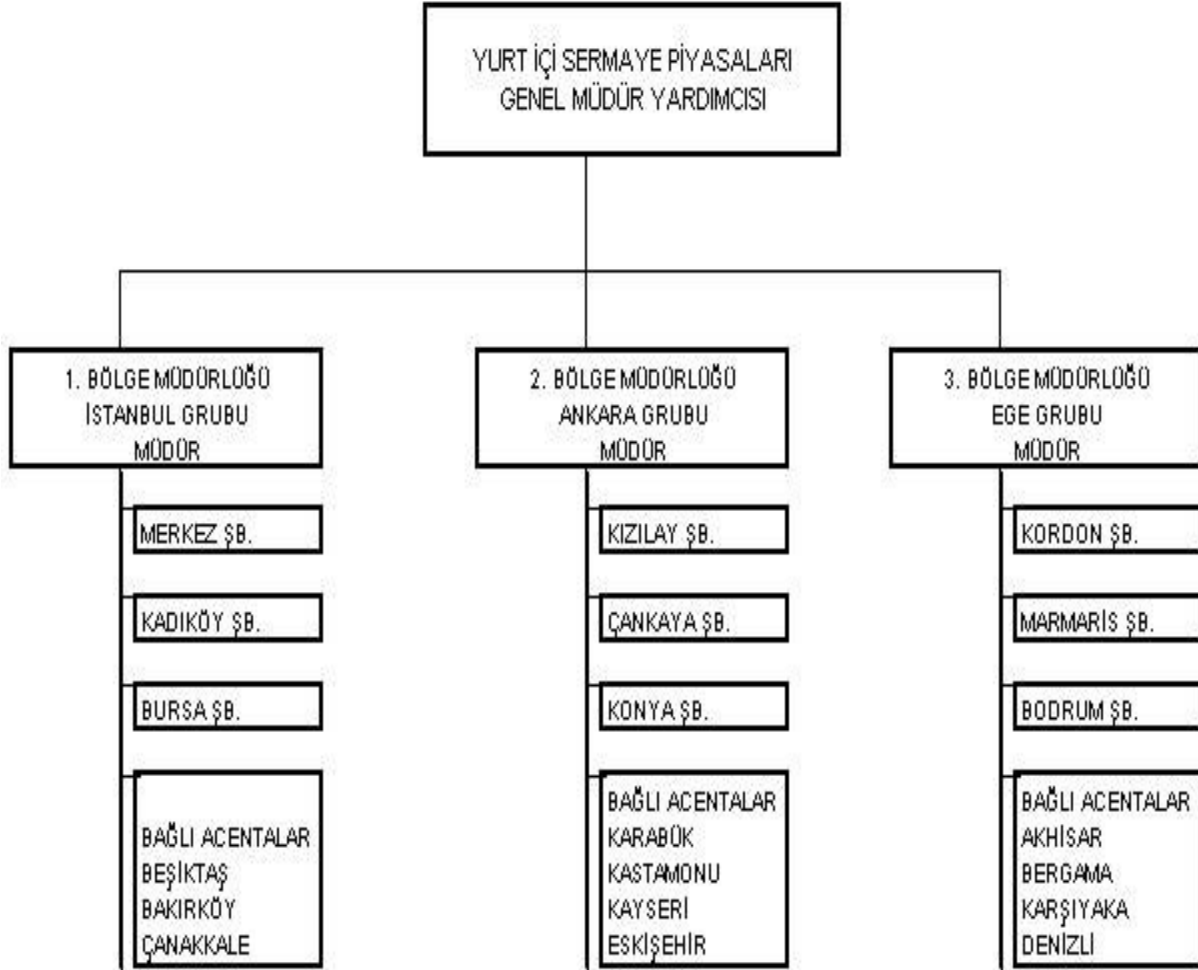 YURT İÇİ SERMAYE PİYASALARI
GENEL MÜDÜR YARDIMCISI
1. BÖLGE MÜDÜRLÜĞÜ
İSTANBUL GRUBU
MÜDÜR
MERKEZ ŞB.
KADIKÖY ŞB.
BURSA ŞB.
BAĞLI ACENTALAR
BEŞİKTAŞ
BAKIRKÖY
ÇANAKKALE
2. BÖLGE MÜDÜRLÜĞÜ
ANKARA GRUBU
MÜDÜR
KIZILAY ŞB.
ÇANKAYA ŞB.
KONYA ŞB.
BAĞLI ACENTALAR
KARABÜK
KASTAMONU
KAYSERİ
ESKİŞEHİR
3. BÖLGE MÜDÜRLÜĞÜ
EGE GRUBU
MÜDÜR
KORDON ŞB.
MARMARİS ŞB.
BODRUM ŞB.
BAĞLI ACENTALAR
AKHİSAR
BERGAMA
KARŞIYAKA
DENİZLİ